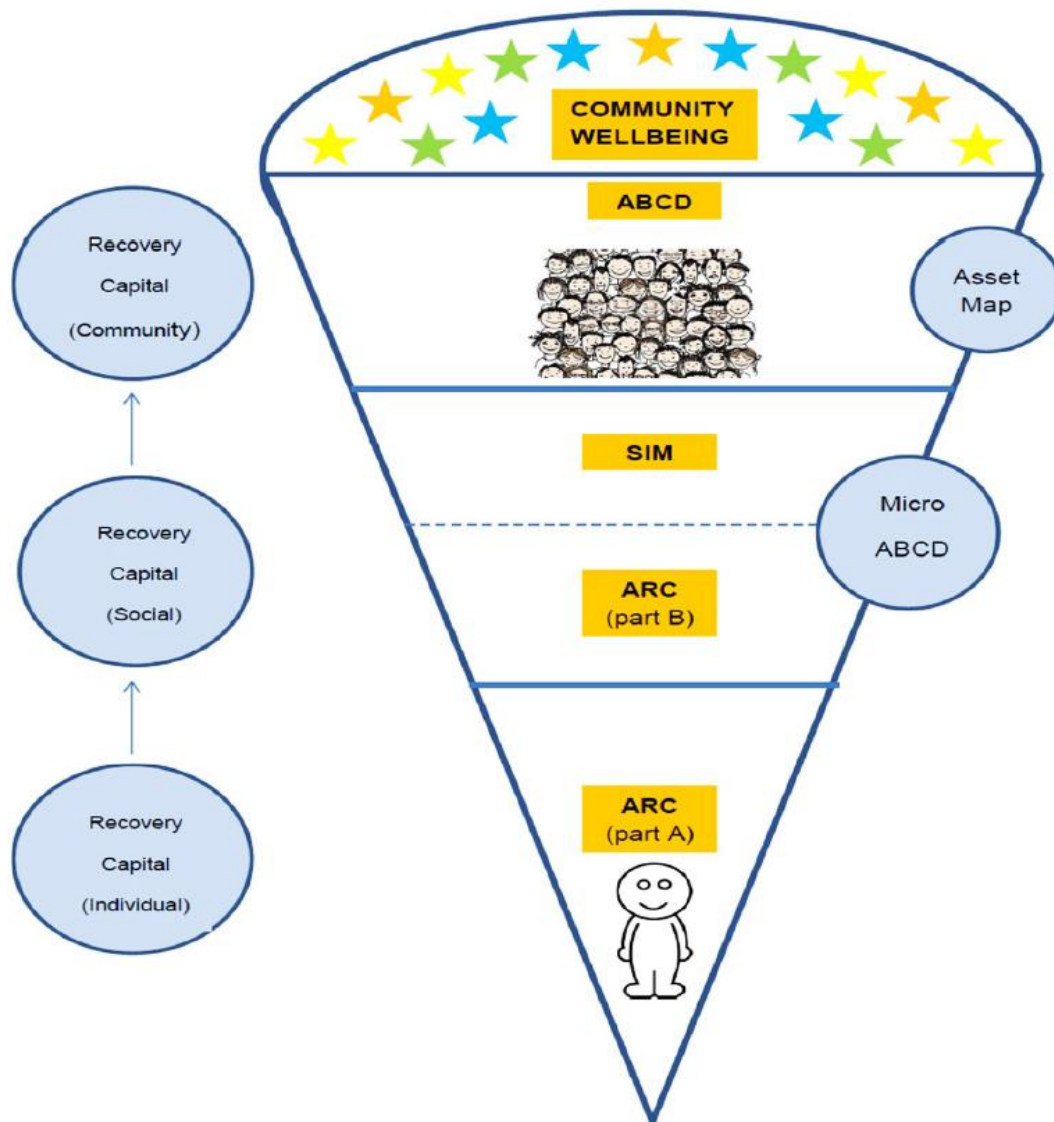 COMMUNITY
WELLBEING
ABCD
Recovery
Capital
(Community)
Asset
Map
SIM
Micro
ABCD
Recovery
Capital
(Social)
ARC
(part B)
ARC
(part A)
Recovery
Capital
(Individual)